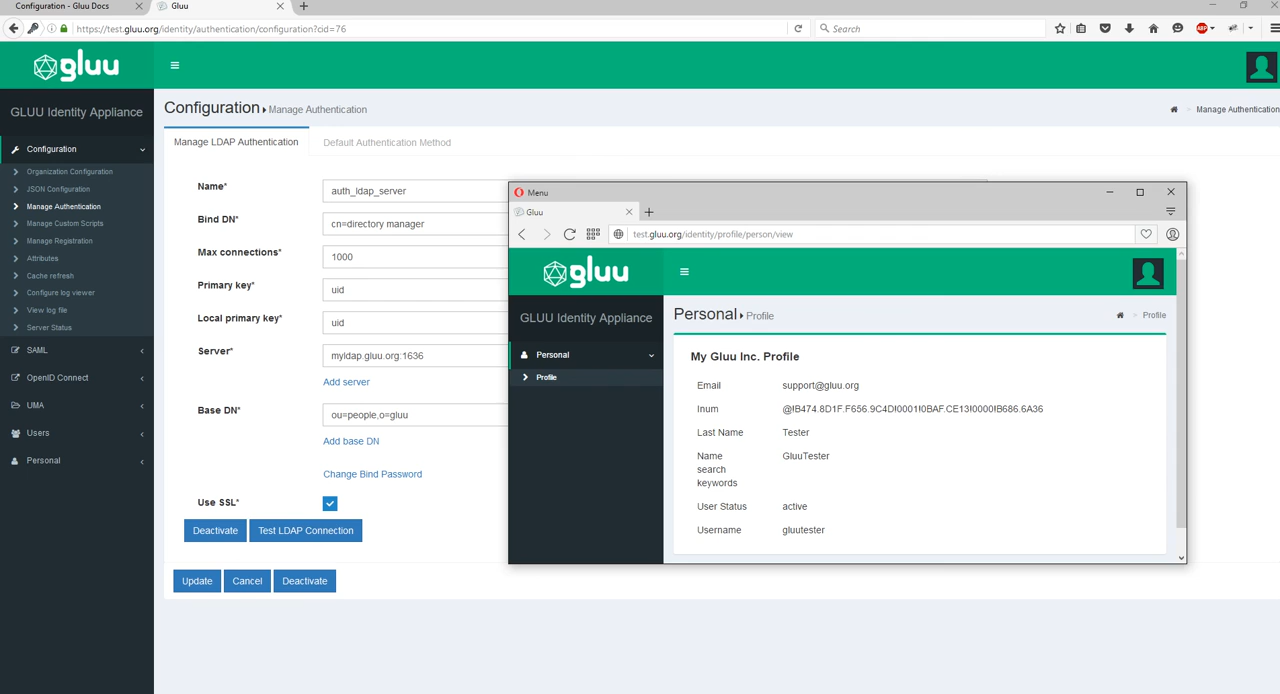 Configuration - Gluu Docs
Gluu
https://test.gluu.org/identity/authentication/configuration?cid=76
Search
ABP
gluu
GLUU Identity Appliance
Configuration
Organization Configuration
JSON Configuration
Manage Authentication
Manage Custom Scripts
Manage Registration
Attributes
Cache refresh
Configure log viewer
View log file
Server Status
SAML
OpenID Connect
UMA
Users
Personal
Configuration Manage Authentication
Manage Authentication
Manage LDAP Authentication
Default Authentication Method
Name* auth_ldap_server
Bind DN* cn=directory manager
Max connections* 1000
Primary key* uid
Local primary key* uid
Server* myldap.gluu.org:1636
Add server
Base DN* ou=people,o=gluu
Add base DN
Change Bind Password
Use SSL*
Deactivate Test LDAP Connection
Update Cancel Deactivate
Menu
Gluu
test.gluu.org/identity/profile/person/view
gluu
GLUU Identity Appliance
Personal
Profile
Personal Profile
Profile
My Gluu Inc. Profile
Email support@gluu.org
Inum @!B474.8D1F.F656.9C4D!0001!0BAF.CE13!0000!B686.6A36
Last Name Tester
Name search keywords GluuTester
User Status active
Username gluutester